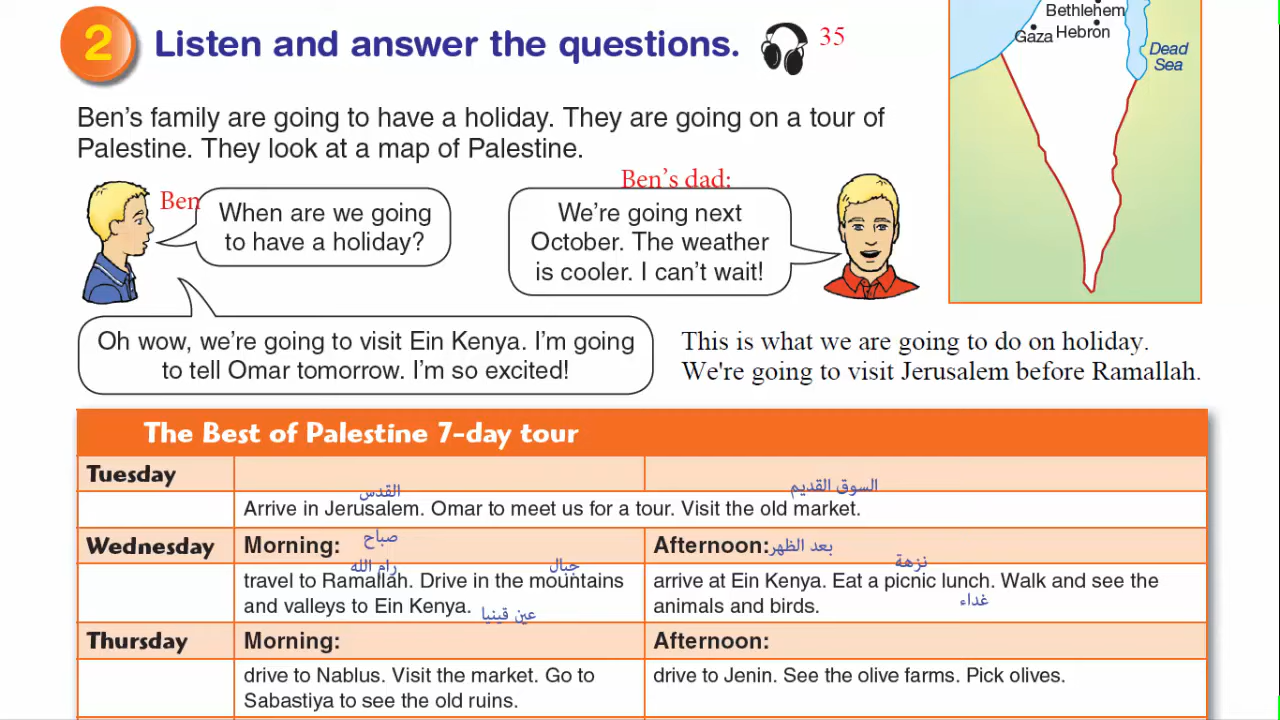 2 Listen and answer the questions. 35
Bethlehem
Gaza Hebron
Dead
Sea
Ben's family are going to have a holiday. They are going on a tour of
Palestine. They look at a map of Palestine.
Ben
When are we going
to have a holiday?
Ben's dad:
We're going next
October. The weather
is cooler. I can't wait!
Oh wow, we're going to visit Ein Kenya. I'm going
to tell Omar tomorrow. I'm so excited!
This is what we are going to do on holiday.
We're going to visit Jerusalem before Ramallah.
The Best of Palestine 7-day tour
Tuesday
القدس السوق القديم
Arrive in Jerusalem. Omar to meet us for a tour. Visit the old market.
Wednesday Morning: صباح Afternoon: بعد الظهر
رام الله جبال نزهة
travel to Ramallah. Drive in the mountains
and valleys to Ein Kenya. عين قينيا
arrive at Ein Kenya. Eat a picnic lunch. Walk and see the
animals and birds. غداء
Thursday Morning: Afternoon:
drive to Nablus. Visit the market. Go to
Sabastiya to see the old ruins.
drive to Jenin. See the olive farms. Pick olives.